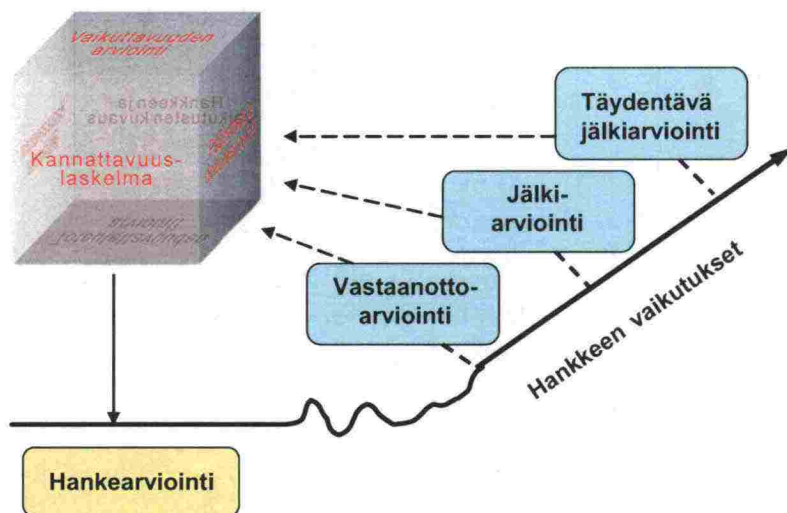 Vaikuttavuuden
arviointi
Hankkeen ja
vaikutusten kuvaus
Kannattavuus-
laskelma
Täydentävä
jälkiarviointi
Jälki-
arviointi
Vastaanotto-
arviointi
Hankkeen vaikutukset
Hankearviointi